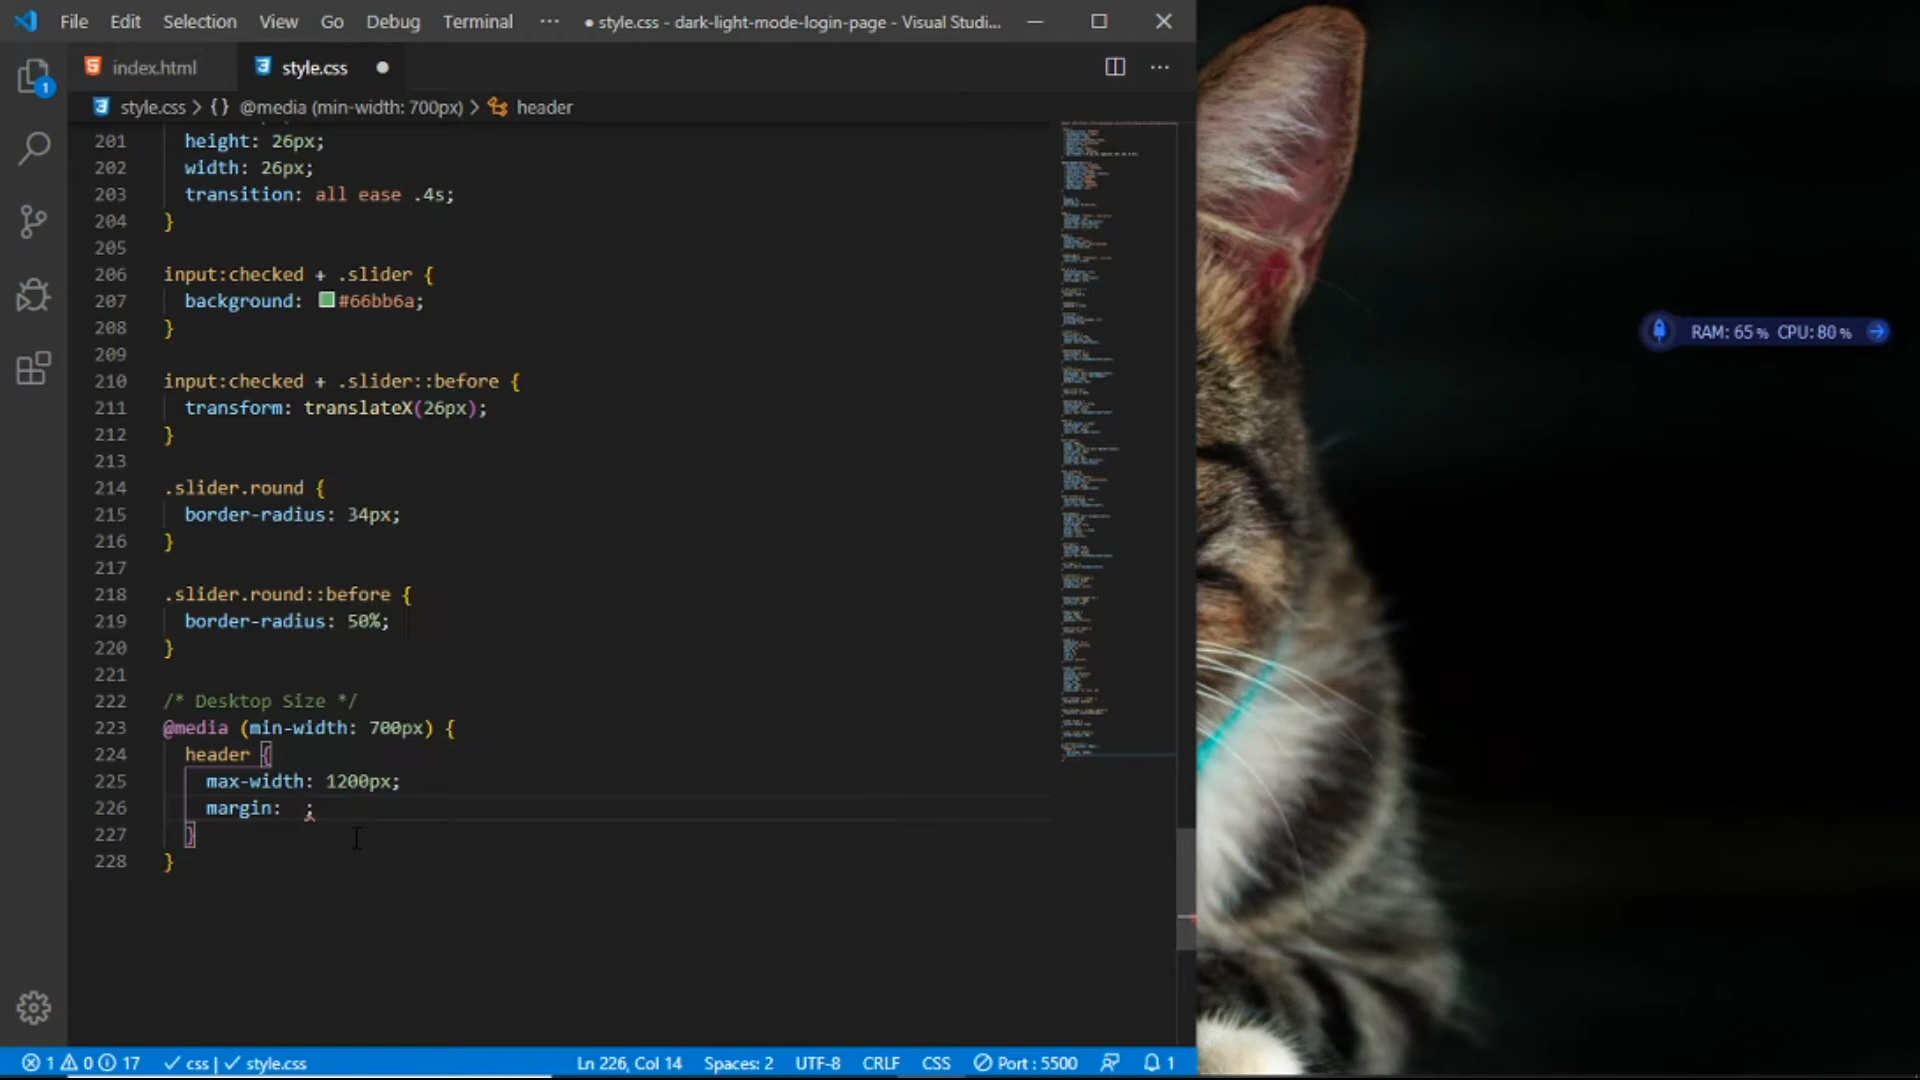 File Edit Selection View Go Debug Terminal ··· ● style.css - dark-light-mode-login-page - Visual Studi...
index.html style.css ●
style.css > {} @media (min-width: 700px) > header
201 height: 26px;
202 width: 26px;
203 transition: all ease .4s;
204 }
205
206 input:checked + .slider {
207 background: #66bb6a;
208 }
209
210 input:checked + .slider::before {
211 transform: translateX(26px);
212 }
213
214 .slider.round {
215 border-radius: 34px;
216 }
217
218 .slider.round::before {
219 border-radius: 50%;
220 }
221
222 /* Desktop Size */
223 @media (min-width: 700px) {
224 header {
225 max-width: 1200px;
226 margin:  ;
227 }
228 }
1
RAM: 65% CPU: 80%
1 0 17 ✓ css | ✓ style.css Ln 226, Col 14 Spaces: 2 UTF-8 CRLF CSS Port : 5500 1